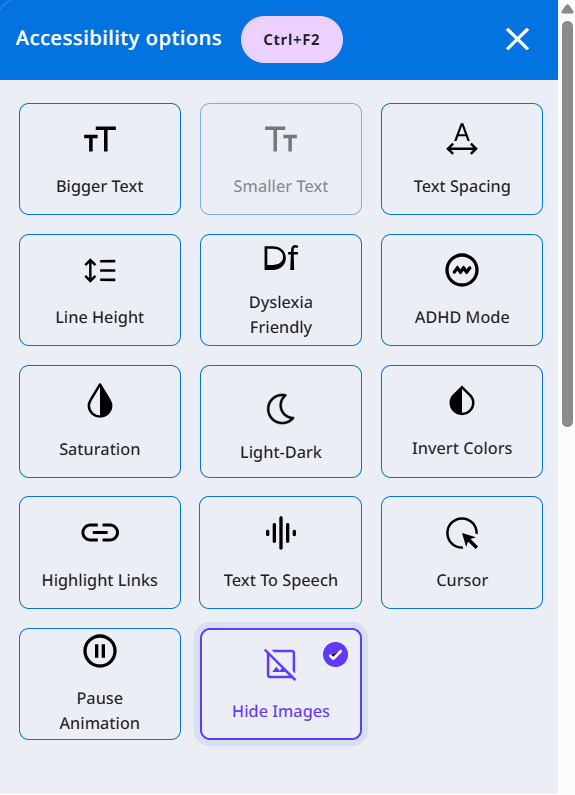 Accessibility options
Ctrl+F2
Bigger Text
Smaller Text
Text Spacing
Line Height
Dyslexia
Friendly
ADHD Mode
Saturation
Light-Dark
Invert Colors
Highlight Links
Text To Speech
Cursor
Pause
Animation
Hide Images